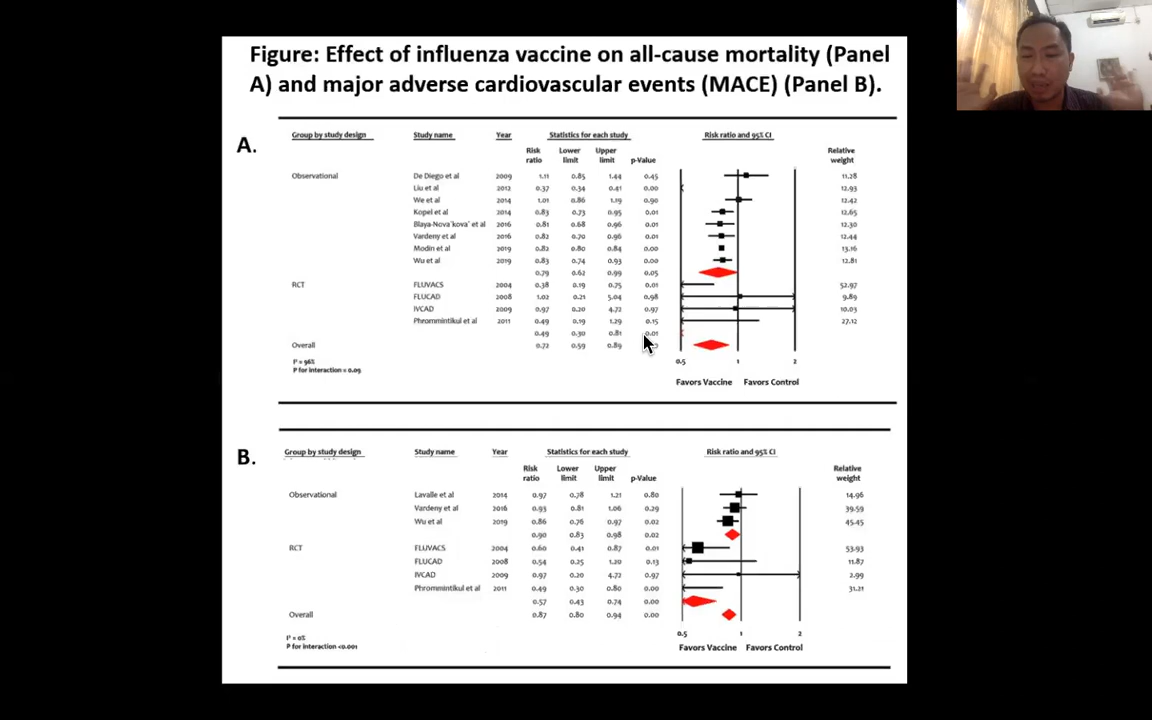 Figure: Effect of influenza vaccine on all-cause mortality (Panel
A) and major adverse cardiovascular events (MACE) (Panel B).
A.
Group by study design Study name Year Statistics for each study Risk ratio and 95% CI
Risk ratio Lower limit Upper limit p-Value Relative weight
Observational De Diego et al 2009 1.11 0.85 1.44 0.45 11.28
Liu et al 2012 0.37 0.34 0.41 0.00 12.93
We et al 2014 1.01 0.86 1.19 0.90 12.42
Kopel et al 2014 0.83 0.73 0.95 0.01 12.65
Blaya-Nova'kova' et al 2016 0.81 0.68 0.96 0.01 12.30
Vardeny et al 2016 0.82 0.70 0.96 0.01 12.44
Modin et al 2019 0.82 0.80 0.84 0.00 13.16
Wu et al 2019 0.83 0.74 0.93 0.00 12.81
0.79 0.62 0.99 0.05
RCT FLUVACS 2004 0.38 0.19 0.75 0.01 52.97
FLUCAD 2008 1.02 0.21 5.04 0.98 9.89
IVCAD 2009 0.97 0.20 4.72 0.97 10.03
Phrommintikul et al 2011 0.49 0.19 1.29 0.15 27.12
0.49 0.30 0.81 0.01
Overall 0.72 0.59 0.89
I² = 96%
P for interaction = 0.09
0.5 1 2
Favors Vaccine Favors Control
B.
Group by study design Study name Year Statistics for each study Risk ratio and 95% CI
Risk ratio Lower limit Upper limit p-Value Relative weight
Observational Lavalle et al 2014 0.97 0.78 1.21 0.80 14.96
Vardeny et al 2016 0.93 0.81 1.06 0.29 39.59
Wu et al 2019 0.86 0.76 0.97 0.02 45.45
0.90 0.83 0.98 0.02
RCT FLUVACS 2004 0.60 0.41 0.87 0.01 53.93
FLUCAD 2008 0.54 0.25 1.20 0.13 11.87
IVCAD 2009 0.97 0.20 4.72 0.97 2.99
Phrommintikul et al 2011 0.49 0.30 0.80 0.00 31.21
0.57 0.43 0.74 0.00
Overall 0.87 0.80 0.94 0.00
I² = 0%
P for interaction <0.001
0.5 1 2
Favors Vaccine Favors Control